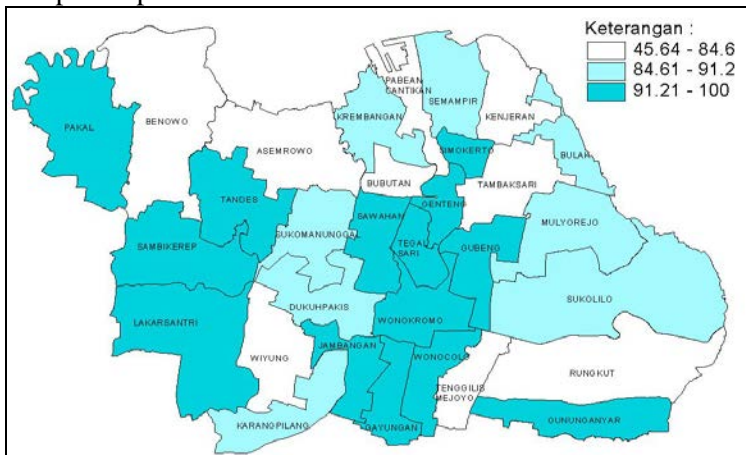 Keterangan :
45.64 - 84.6
84.61 - 91.2
91.21 - 100
PABEAN
CANTIKAN
SEMAMPIR
KREMBANGAN
KENJERAN
PAKAL
BENOWO
ASEMROWO
SIMOKERTO
BULAK
BUBUTAN
TAMBAKSARI
TANDES
GENTENG
SAWAHAN
MULYOREJO
SUKOMANUNGGAL
TEGAL
SARI
GUBENG
SAMBIKEREP
SUKOLILO
DUKUHPAKIS
LAKARSANTRI
WONOKROMO
JAMBANGAN
WONOCOLO
WIYUNG
RUNGKUT
TENGGILIS
MEJOYO
GUNUNGANYAR
KARANGPILANG
GAYUNGAN